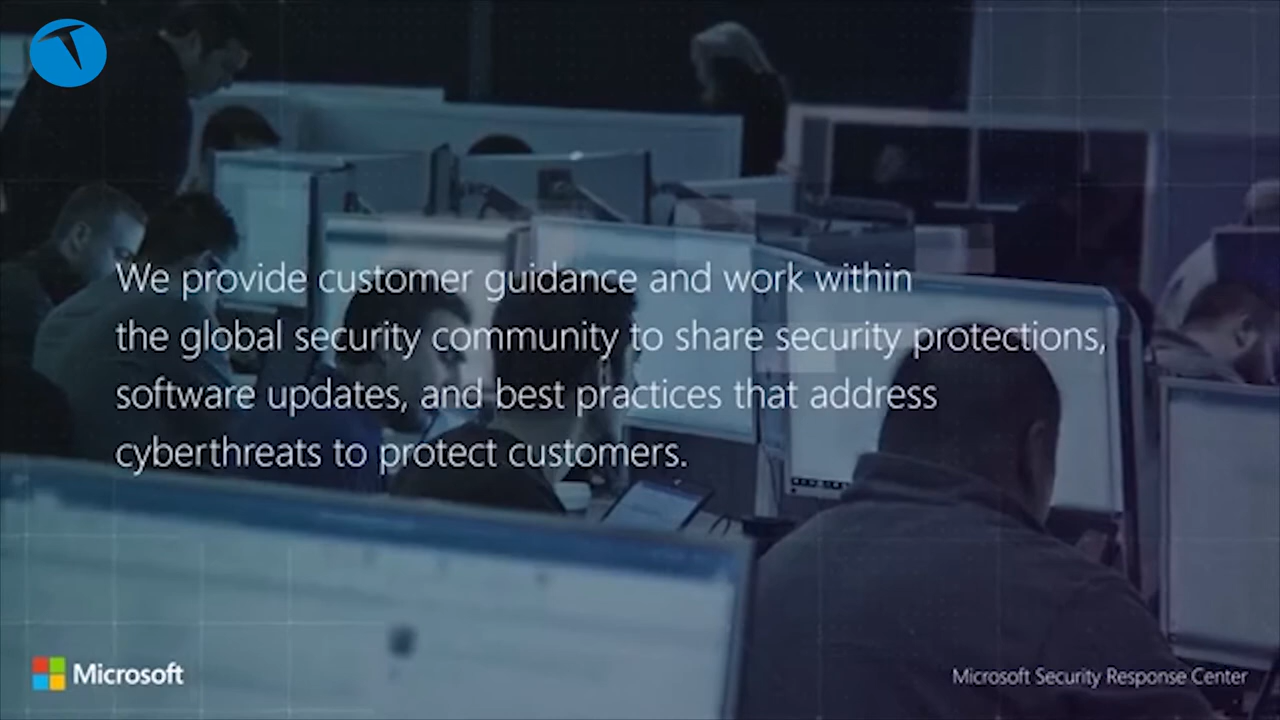 We provide customer guidance and work within
the global security community to share security protections,
software updates, and best practices that address
cyberthreats to protect customers.
Microsoft
Microsoft Security Response Center